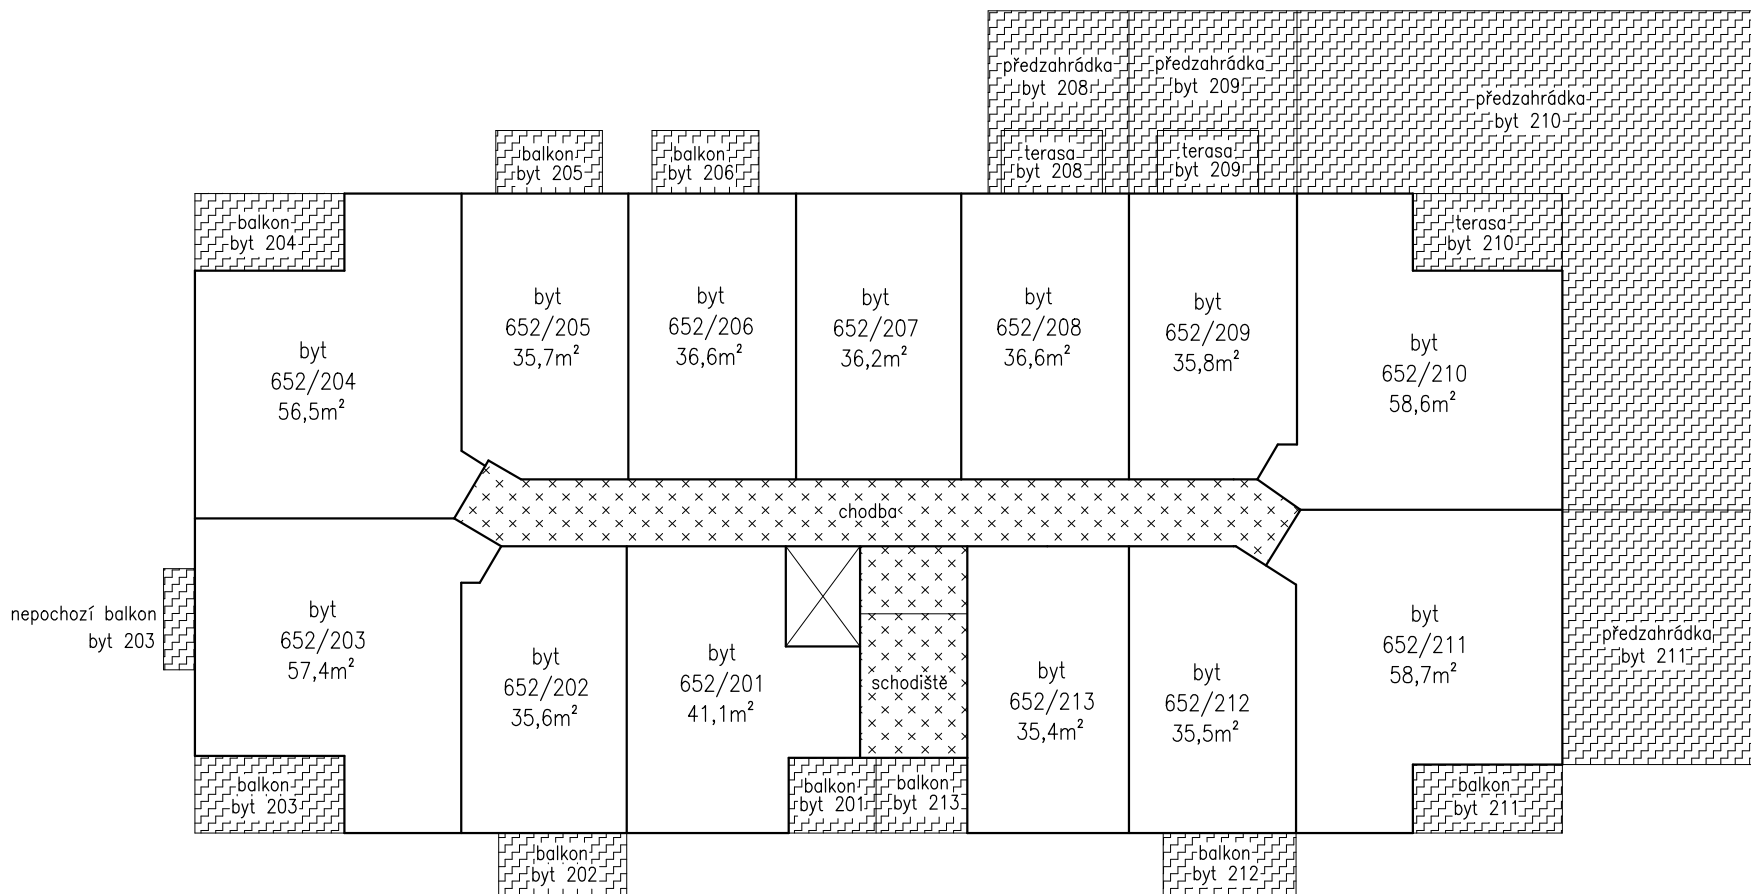 předzahrádka
byt 208
předzahrádka
byt 209
předzahrádka
byt 210
balkon
byt 205
balkon
byt 206
terasa
byt 208
terasa
byt 209
balkon
byt 204
terasa
byt 210
byt
652/204
56,5m²
byt
652/205
35,7m²
byt
652/206
36,6m²
byt
652/207
36,2m²
byt
652/208
36,6m²
byt
652/209
35,8m²
byt
652/210
58,6m²
chodba
nepochozí balkon
byt 203
byt
652/203
57,4m²
byt
652/202
35,6m²
byt
652/201
41,1m²
schodiště
byt
652/213
35,4m²
byt
652/212
35,5m²
byt
652/211
58,7m²
předzahrádka
byt 211
balkon
byt 203
balkon
byt 201
balkon
byt 213
balkon
byt 211
balkon
byt 202
balkon
byt 212